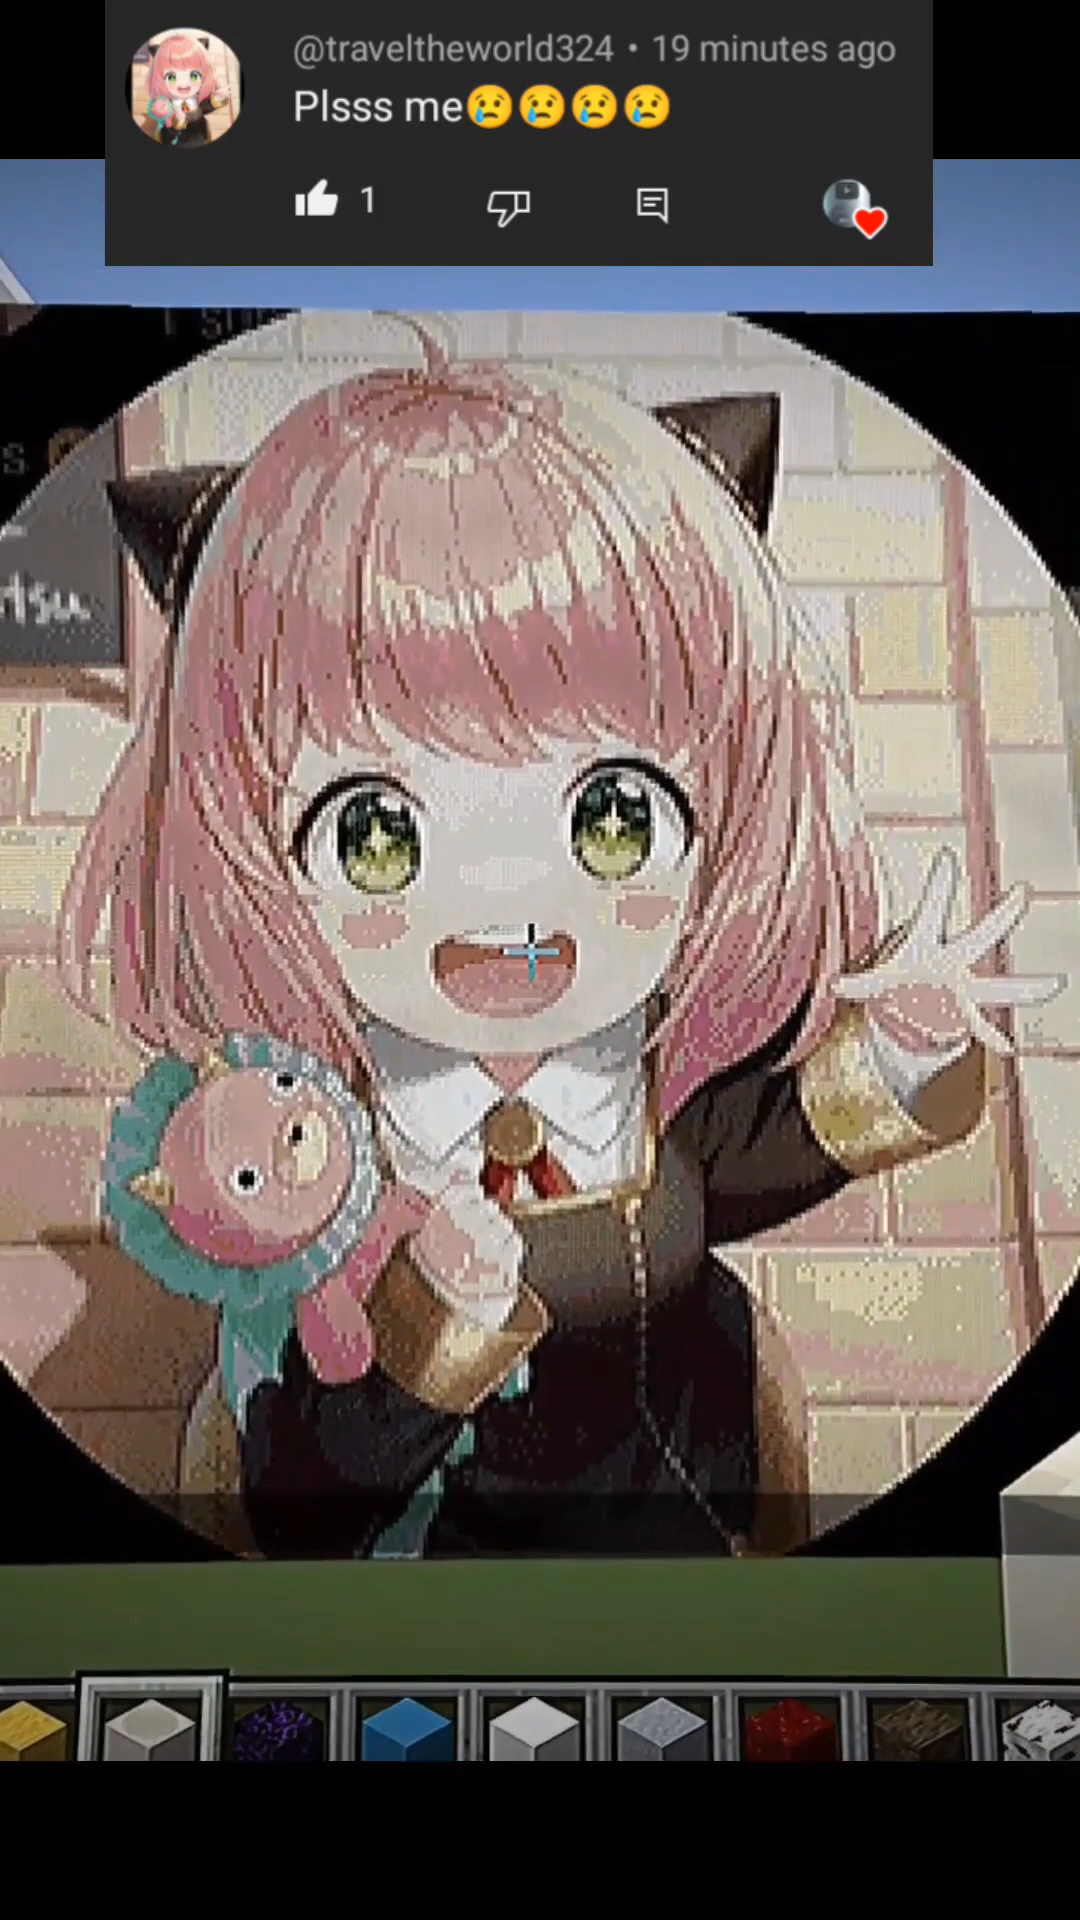 @traveltheworld324 • 19 minutes ago
Plsss me😢😢😢😢
1